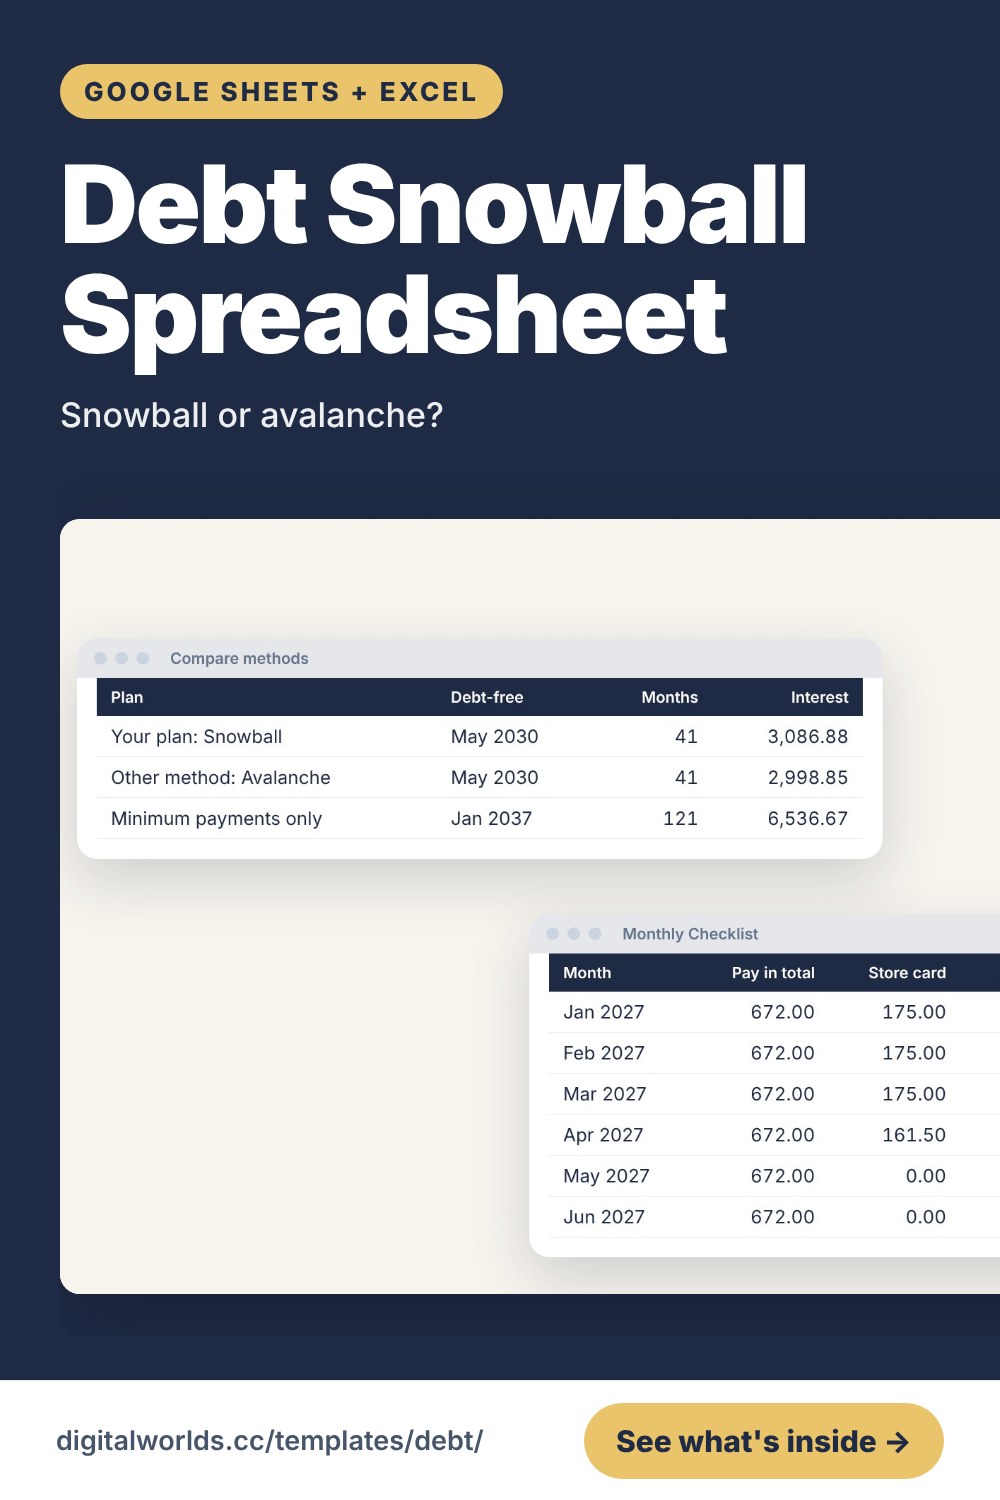 GOOGLE SHEETS + EXCEL
Debt Snowball
Spreadsheet
Snowball or avalanche?
Compare methods
Plan Debt-free Months Interest
Your plan: Snowball May 2030 41 3,086.88
Other method: Avalanche May 2030 41 2,998.85
Minimum payments only Jan 2037 121 6,536.67
Monthly Checklist
Month Pay in total Store card
Jan 2027 672.00 175.00
Feb 2027 672.00 175.00
Mar 2027 672.00 175.00
Apr 2027 672.00 161.50
May 2027 672.00 0.00
Jun 2027 672.00 0.00
digitalworlds.cc/templates/debt/
See what's inside →